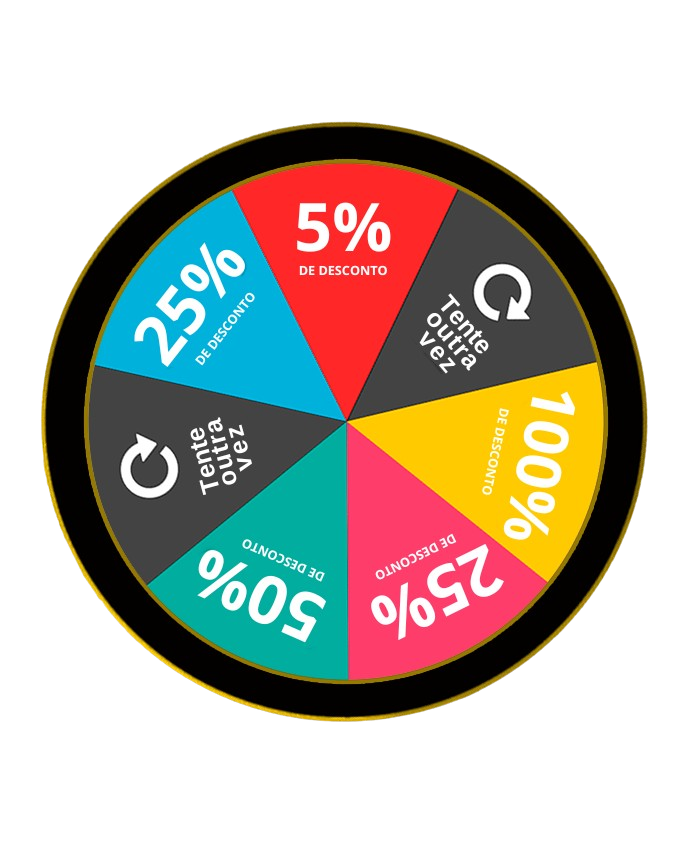 5%
DE DESCONTO
Tente
outra
vez
100%
DE DESCONTO
25%
DE DESCONTO
50%
DE DESCONTO
Tente
outra
vez
25%
DE DESCONTO